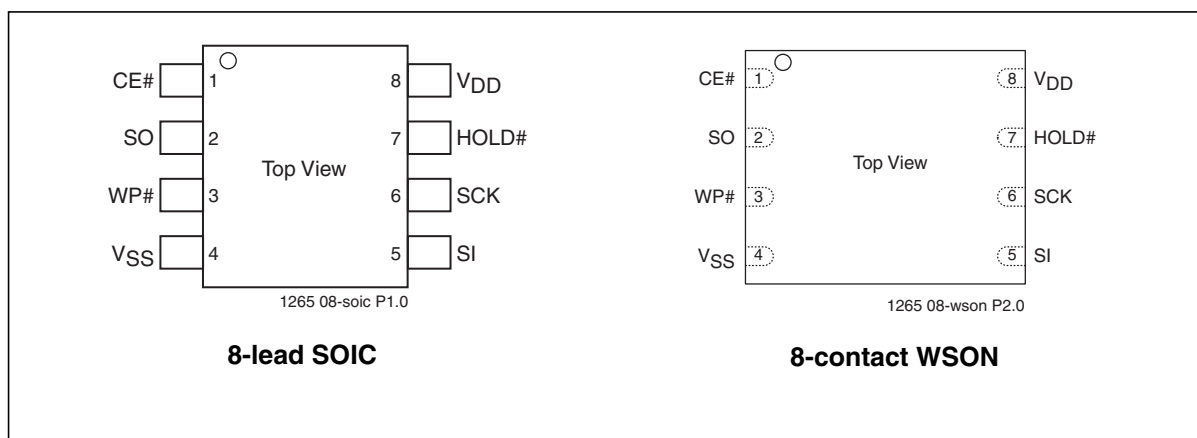 CE# 1 8 VDD
SO 2 7 HOLD#
Top View
WP# 3 6 SCK
VSS 4 5 SI
1265 08-soic P1.0
8-lead SOIC
CE# 1 8 VDD
SO 2 7 HOLD#
Top View
WP# 3 6 SCK
VSS 4 5 SI
1265 08-wson P2.0
8-contact WSON